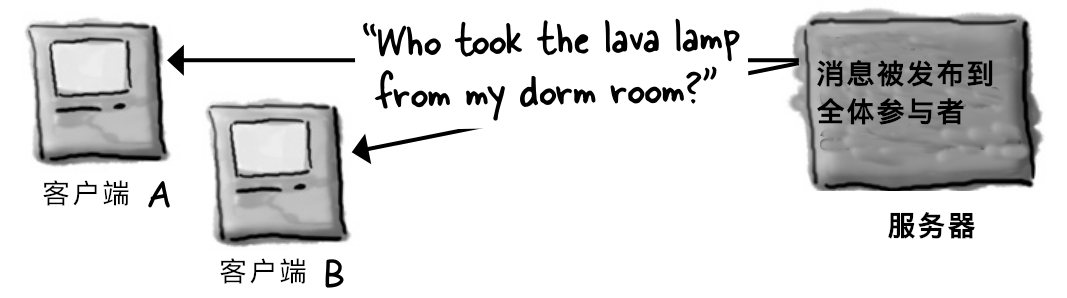 “Who took the lava lamp
from my dorm room?”
消息被发布到
全体参与者
客户端 A
服务器
客户端 B